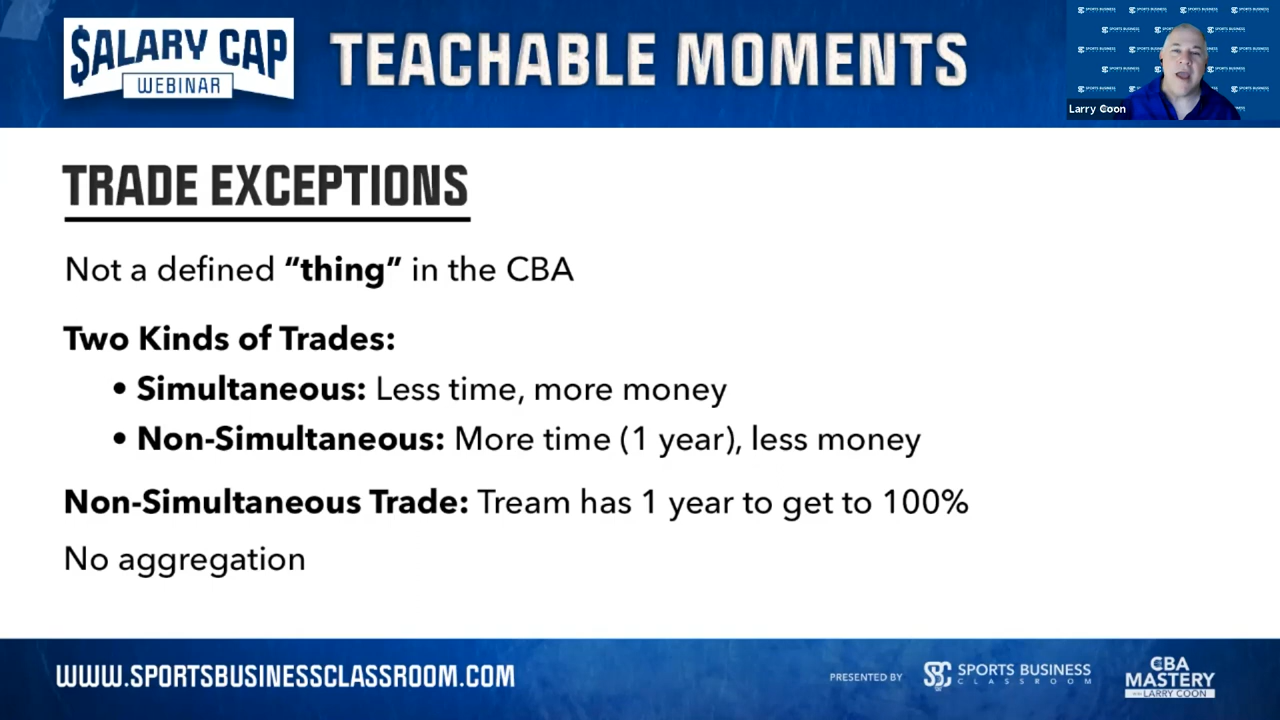 $ALARY CAP
WEBINAR
TEACHABLE MOMENTS
Larry Coon
TRADE EXCEPTIONS
Not a defined “thing” in the CBA
Two Kinds of Trades:
• Simultaneous: Less time, more money
• Non-Simultaneous: More time (1 year), less money
Non-Simultaneous Trade: Tream has 1 year to get to 100%
No aggregation
WWW.SPORTSBUSINESSCLASSROOM.COM
PRESENTED BY
SBC SPORTS BUSINESS
CLASSROOM
CBA
MASTERY
WITH LARRY COON